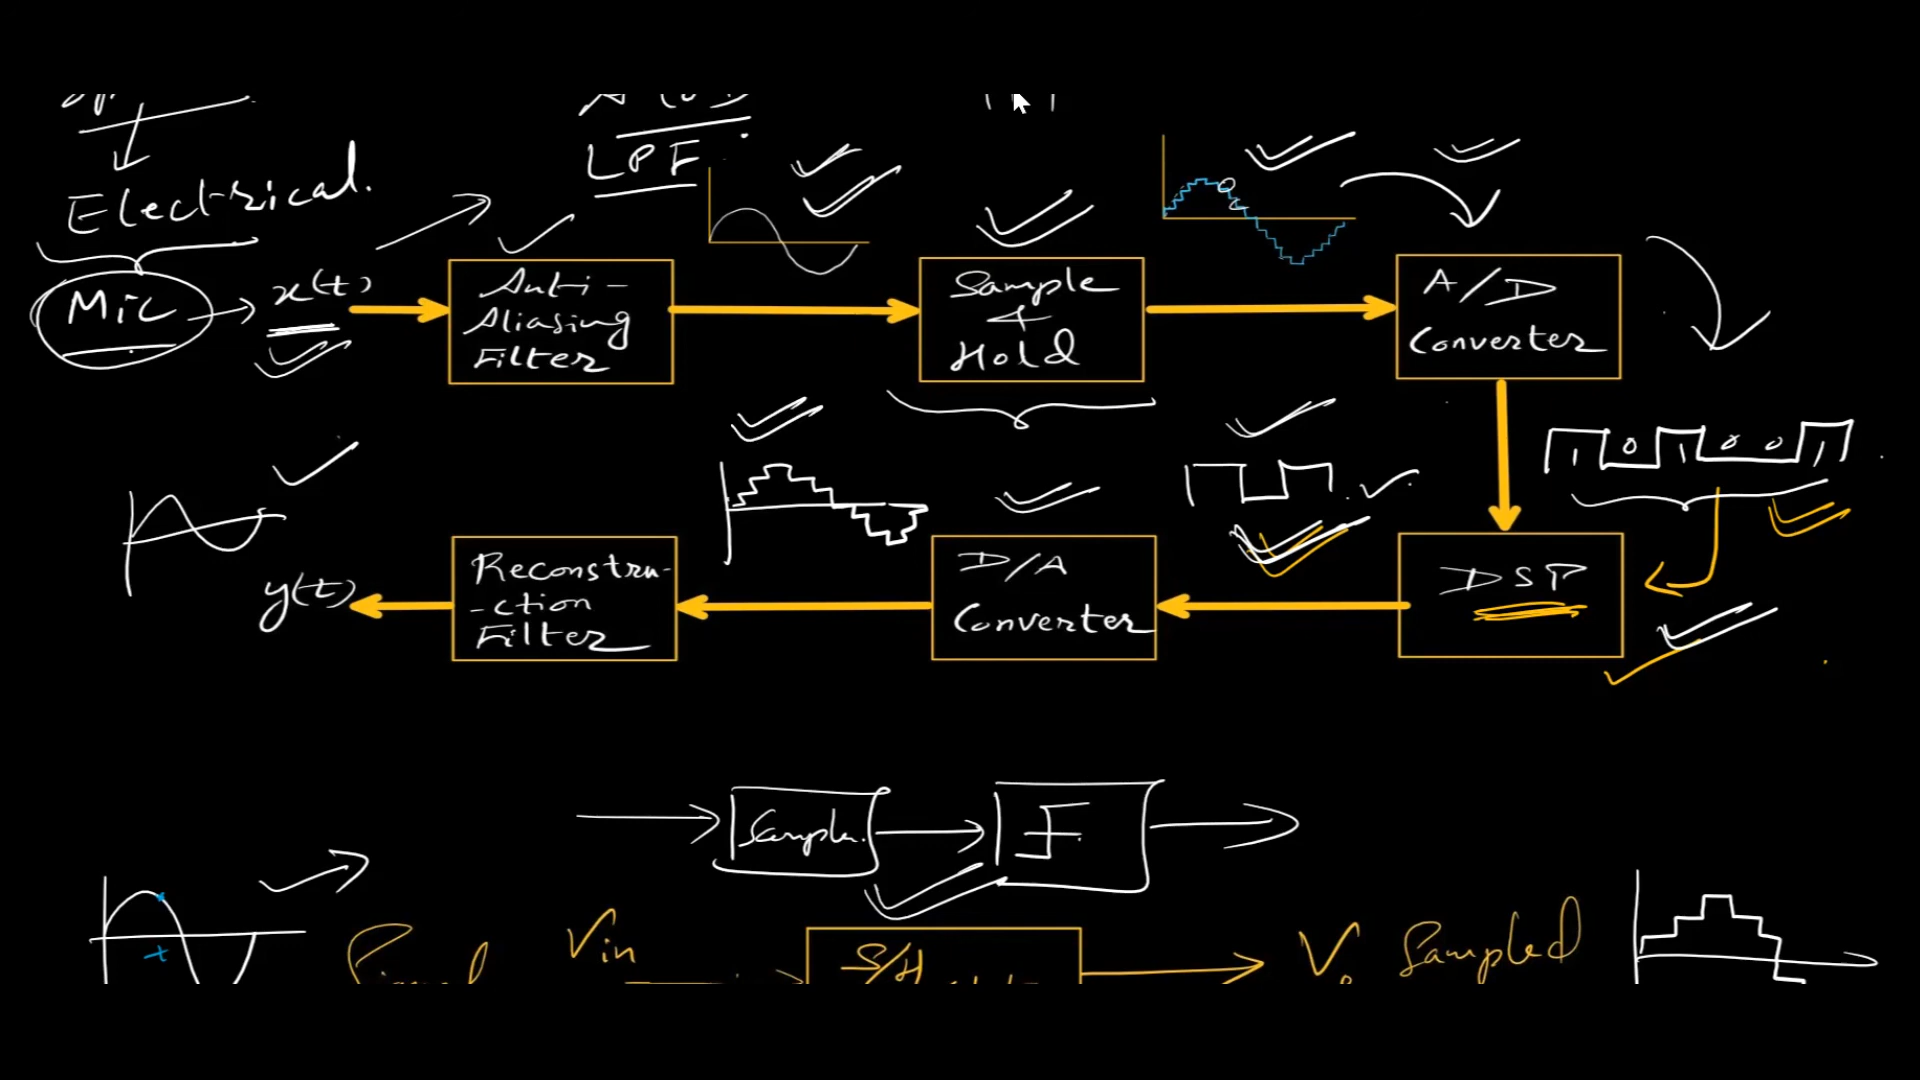 LPF
Electrical.
Mic
x(t)
Anti-
Aliasing
Filter
Sample
&
Hold
A/D
Converter
1 0 1 0 0 1
y(t)
Reconstru-
-ction
Filter
D/A
Converter
DSP
Sampler
Vin
S/H
Vo Sampled